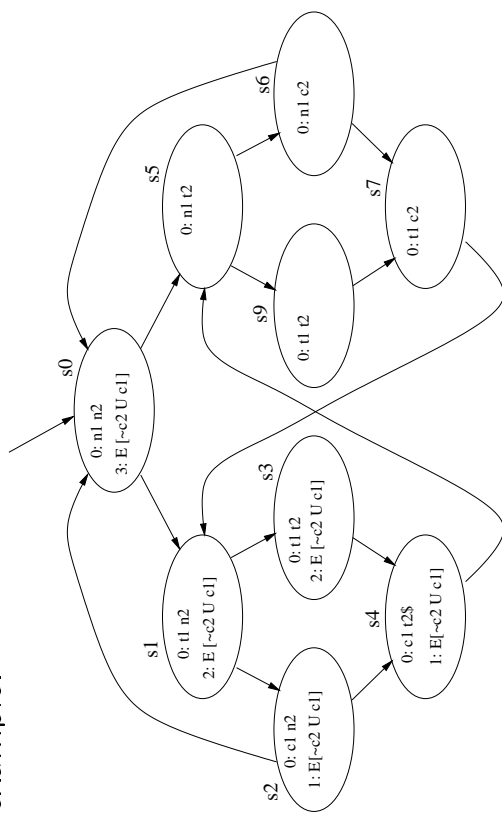 s0
0: n1 n2
3: E [~c2 U c1]
s1
0: t1 n2
2: E [~c2 U c1]
s5
0: n1 t2
s2
0: c1 n2
1: E[~c2 U c1]
s3
0: t1 t2
2: E [~c2 U c1]
s9
0: t1 t2
s6
0: n1 c2
s4
0: c1 t2$
1: E[~c2 U c1]
s7
0: t1 c2